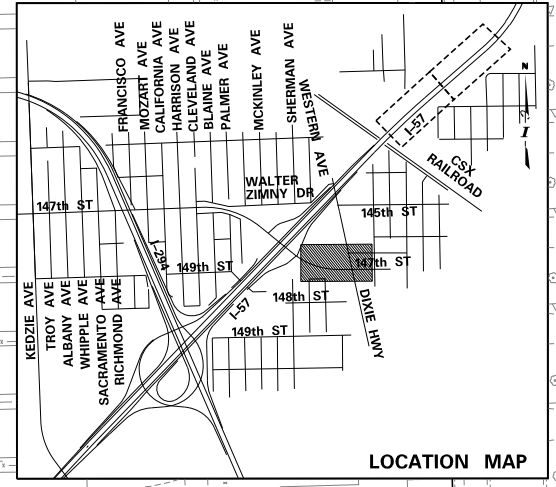 FRANCISCO AVE
MOZART AVE
CALIFORNIA AVE
HARRISON AVE
CLEVELAND AVE
BLAINE AVE
PALMER AVE
MCKINLEY AVE
SHERMAN AVE
WESTERN AVE
N
I-57
CSX
RAILROAD
WALTER
ZIMNY DR
147th ST
145th ST
I-294
149th ST
147th ST
I-57
148th ST
149th ST
DIXIE HWY
KEDZIE AVE
TROY AVE
ALBANY AVE
WHIPPLE AVE
SACRAMENTO AVE
RICHMOND AVE
LOCATION MAP